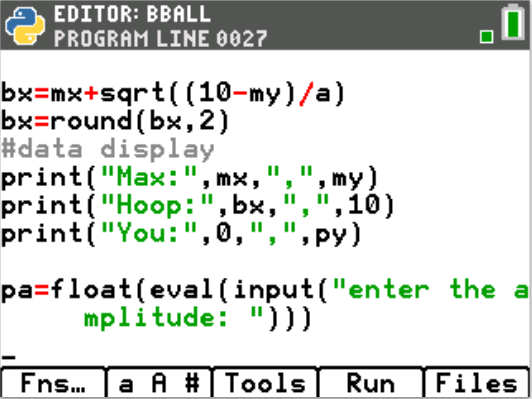 EDITOR: BBALL
PROGRAM LINE 0027
bx=mx+sqrt((10-my)/a)
bx=round(bx,2)
#data display
print("Max:",mx,",",my)
print("Hoop:",bx,",",10)
print("You:",0,",",py)
pa=float(eval(input("enter the a
mplitude: ")))
Fns… a A # Tools Run Files